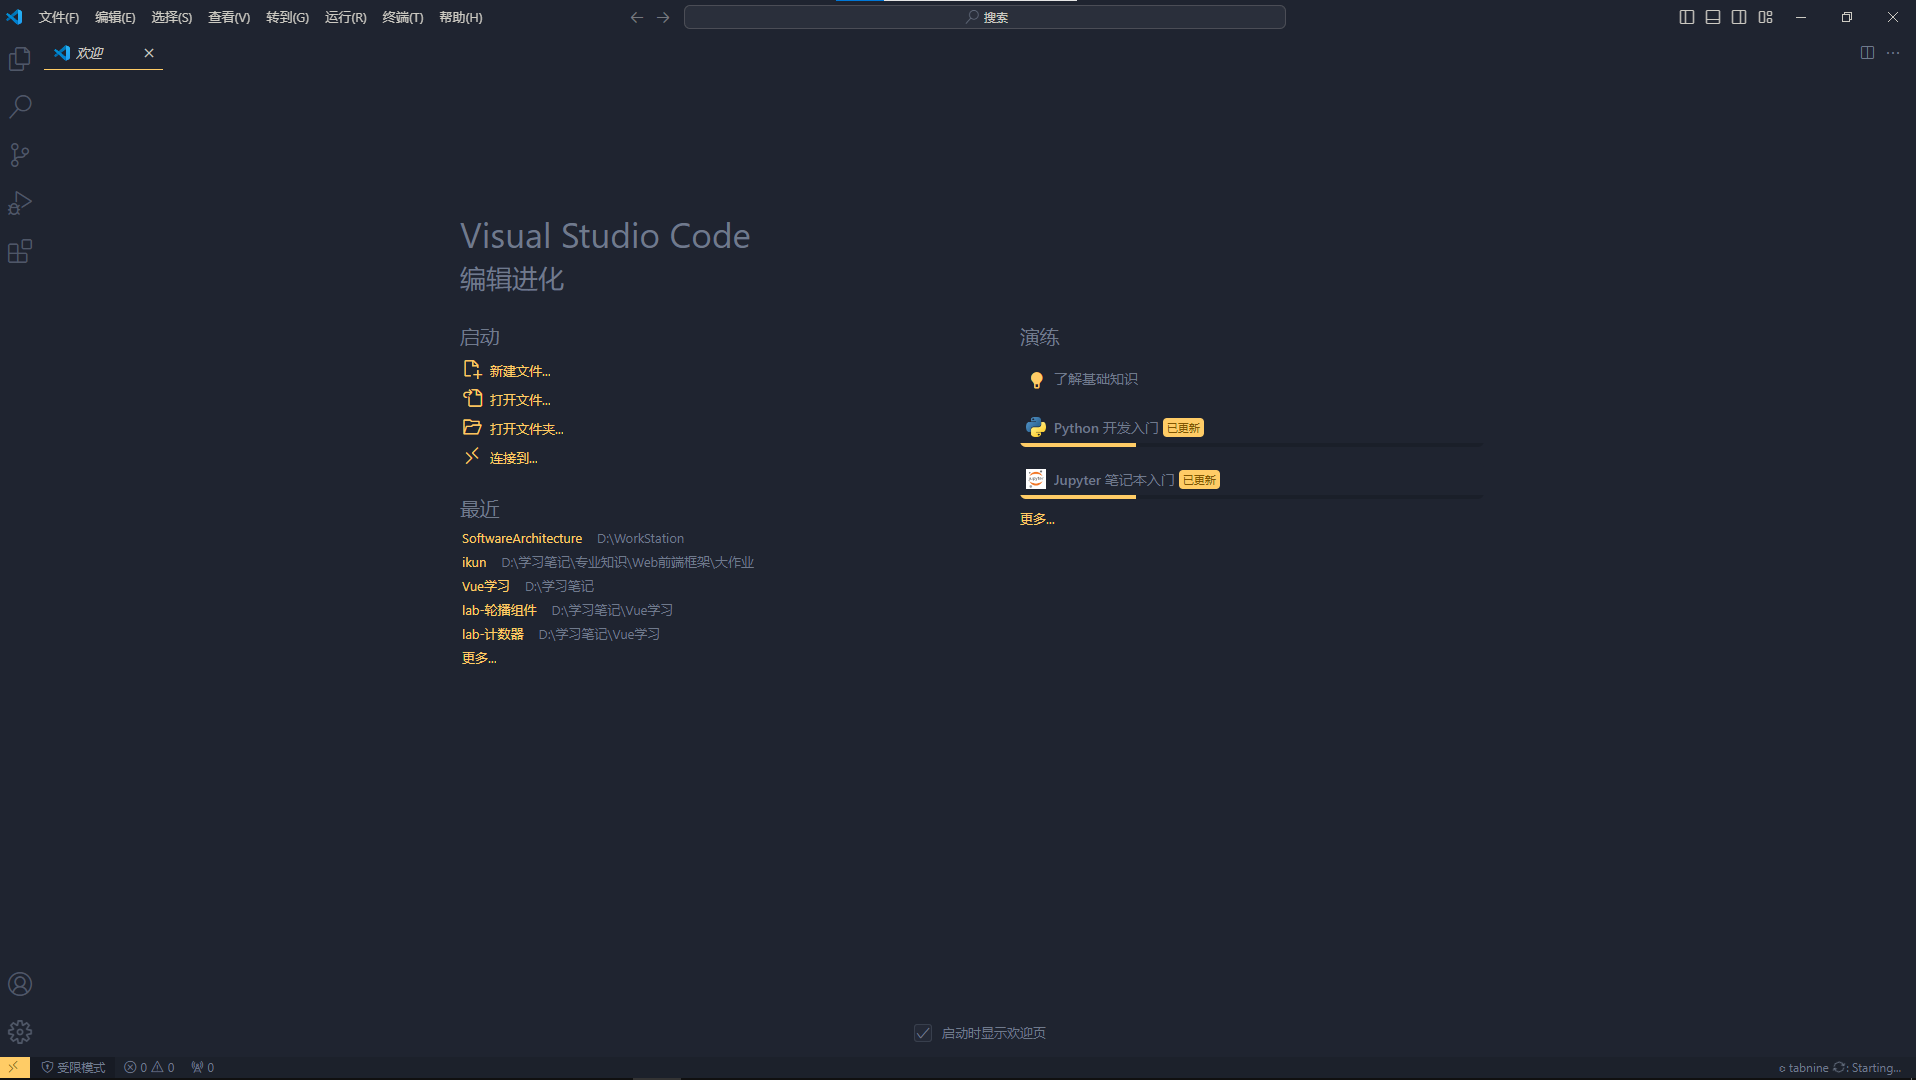 文件(F) 编辑(E) 选择(S) 查看(V) 转到(G) 运行(R) 终端(T) 帮助(H) 搜索
欢迎
Visual Studio Code
编辑进化
启动
新建文件...
打开文件...
打开文件夹...
连接到...
最近
SoftwareArchitecture D:\WorkStation
ikun D:\学习笔记\专业知识\Web前端框架\大作业
Vue学习 D:\学习笔记
lab-轮播组件 D:\学习笔记\Vue学习
lab-计数器 D:\学习笔记\Vue学习
更多...
演练
了解基础知识
Python 开发入门 已更新
Jupyter 笔记本入门 已更新
更多...
启动时显示欢迎页
受限模式 0 0 0 tabnine : Starting...